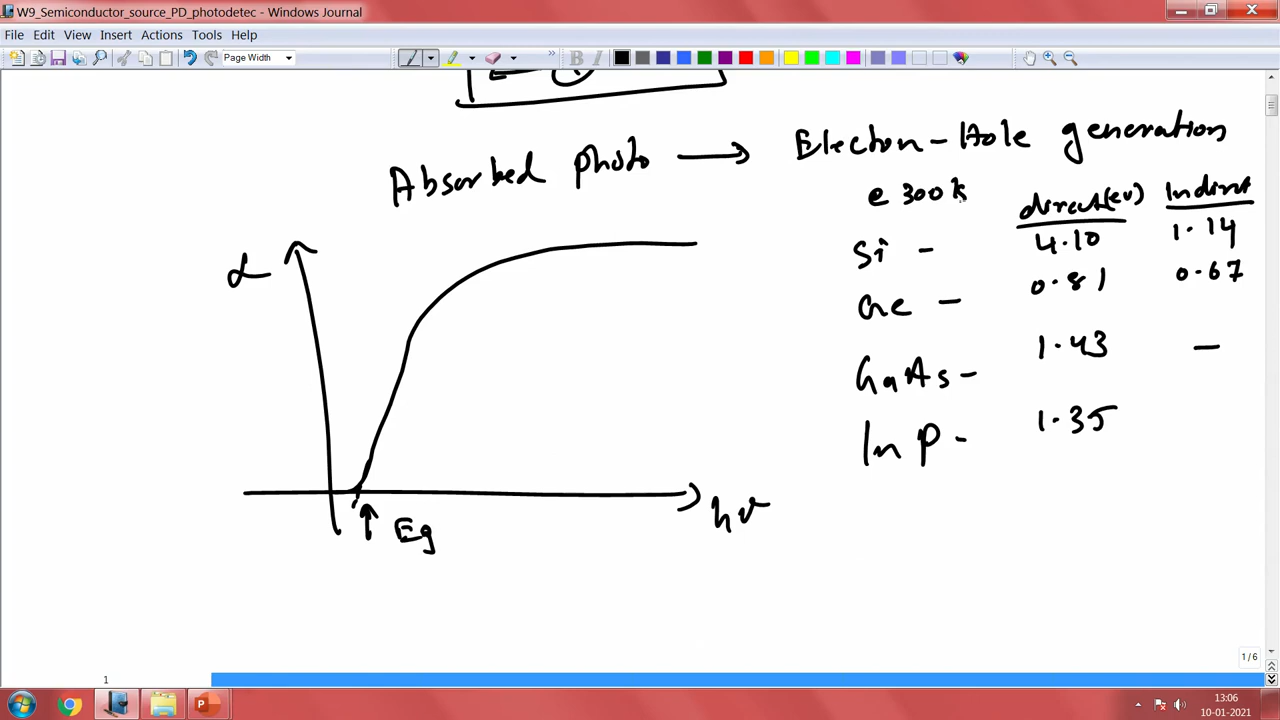 W9_Semiconductor_source_PD_photodetec - Windows Journal
File Edit View Insert Actions Tools Help
Page Width
Absorbed photo → Electron-Hole generation
@ 300k direct(ev) Indirect
Si - 4.10 1.14
Ge - 0.81 0.67
GaAs - 1.43 -
InP - 1.35
α
hν
Eg
1/6
1
13:06
10-01-2021